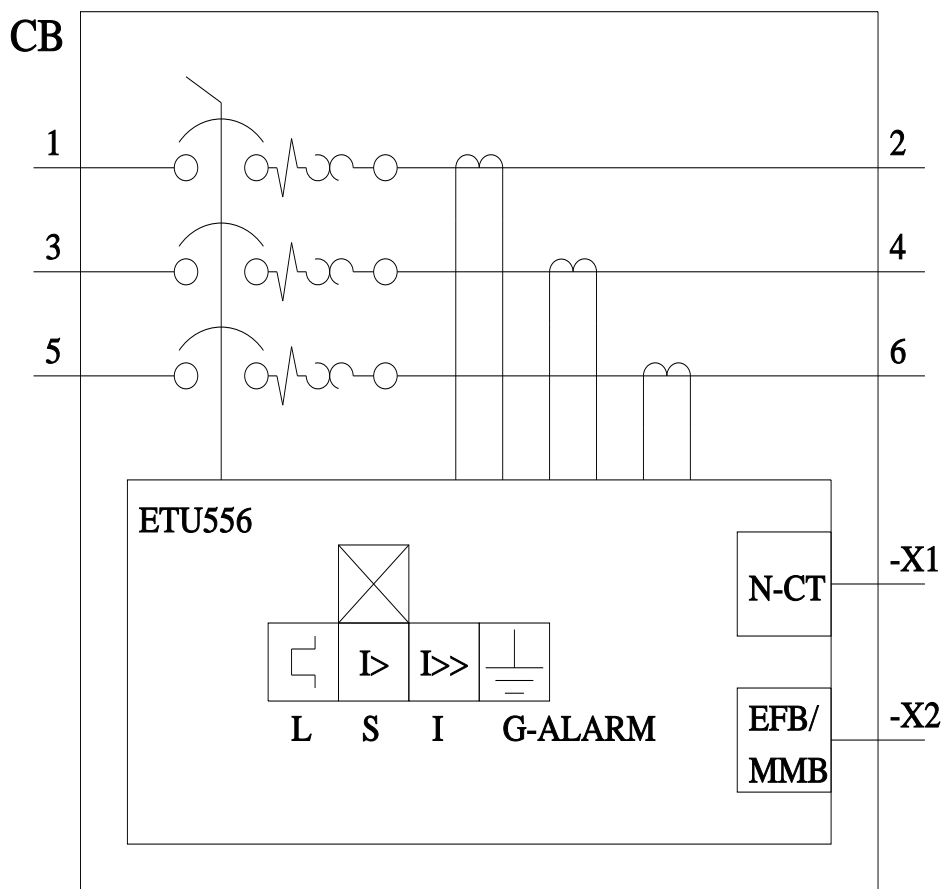 CB
1 2
3 4
5 6
ETU556
N-CT -X1
I> I>>
L S I G-ALARM
EFB/ -X2
MMB